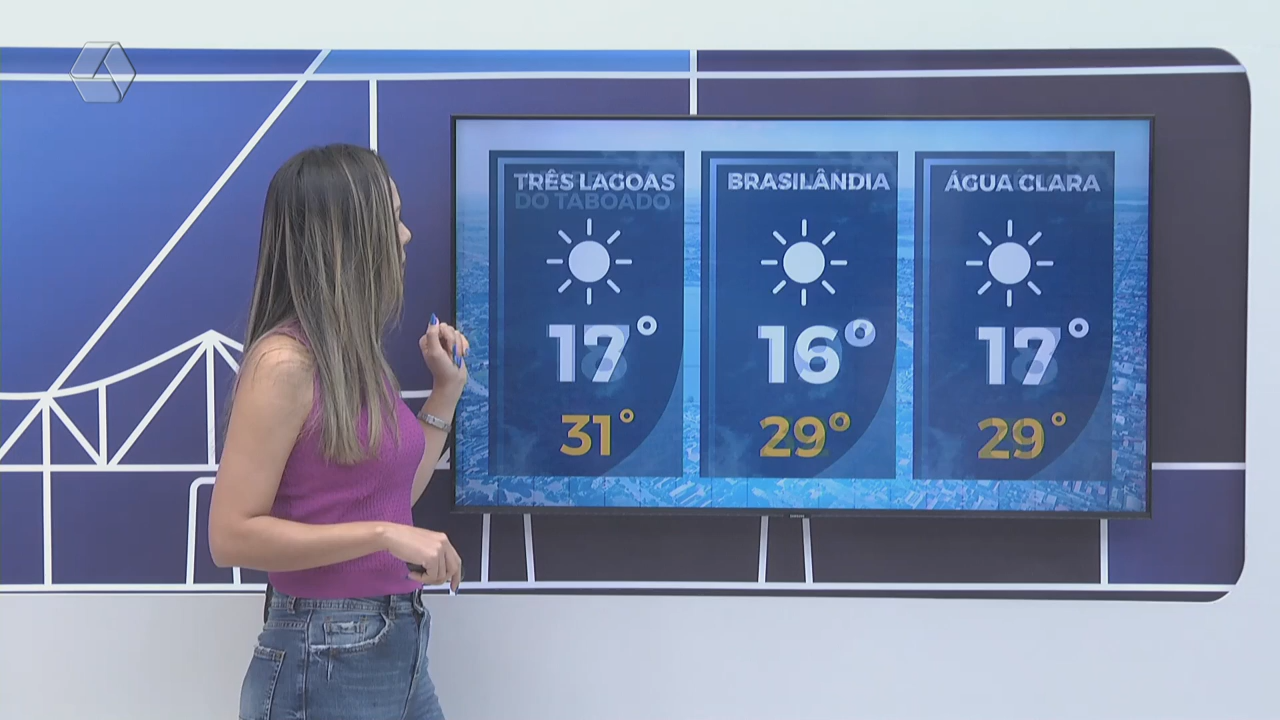 TRÊS LAGOAS
DO TABOADO
BRASILÂNDIA
ÁGUA CLARA
17°
16°
17°
31°
29°
29°